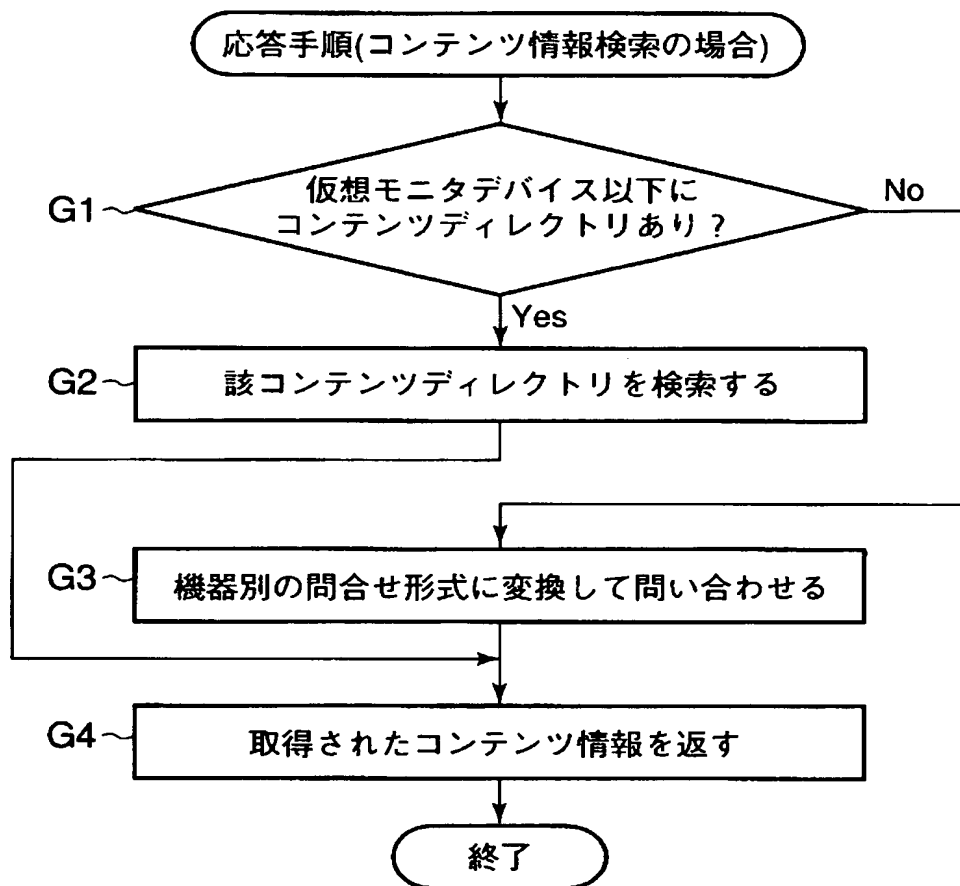 応答手順(コンテンツ情報検索の場合)
G1
仮想モニタデバイス以下に
コンテンツディレクトリあり？
No
Yes
G2
該コンテンツディレクトリを検索する
G3
機器別の問合せ形式に変換して問い合わせる
G4
取得されたコンテンツ情報を返す
終了